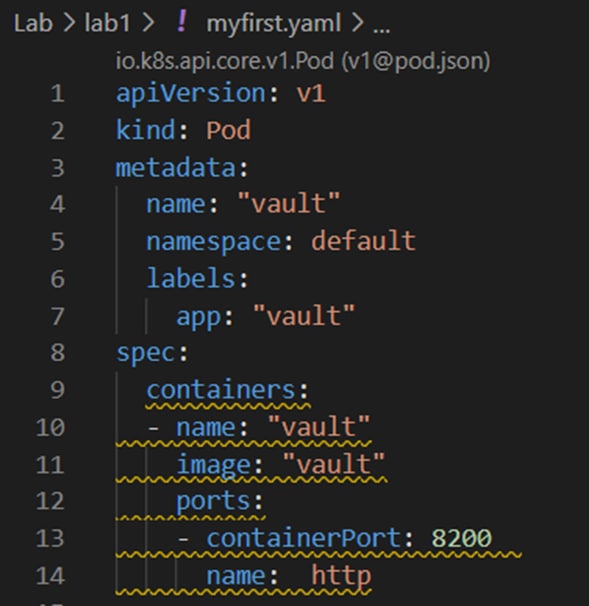 Lab > lab1 > ! myfirst.yaml > ...
io.k8s.api.core.v1.Pod (v1@pod.json)
1 apiVersion: v1
2 kind: Pod
3 metadata:
4   name: "vault"
5   namespace: default
6   labels:
7     app: "vault"
8 spec:
9   containers:
10   - name: "vault"
11     image: "vault"
12     ports:
13     - containerPort: 8200
14       name:  http